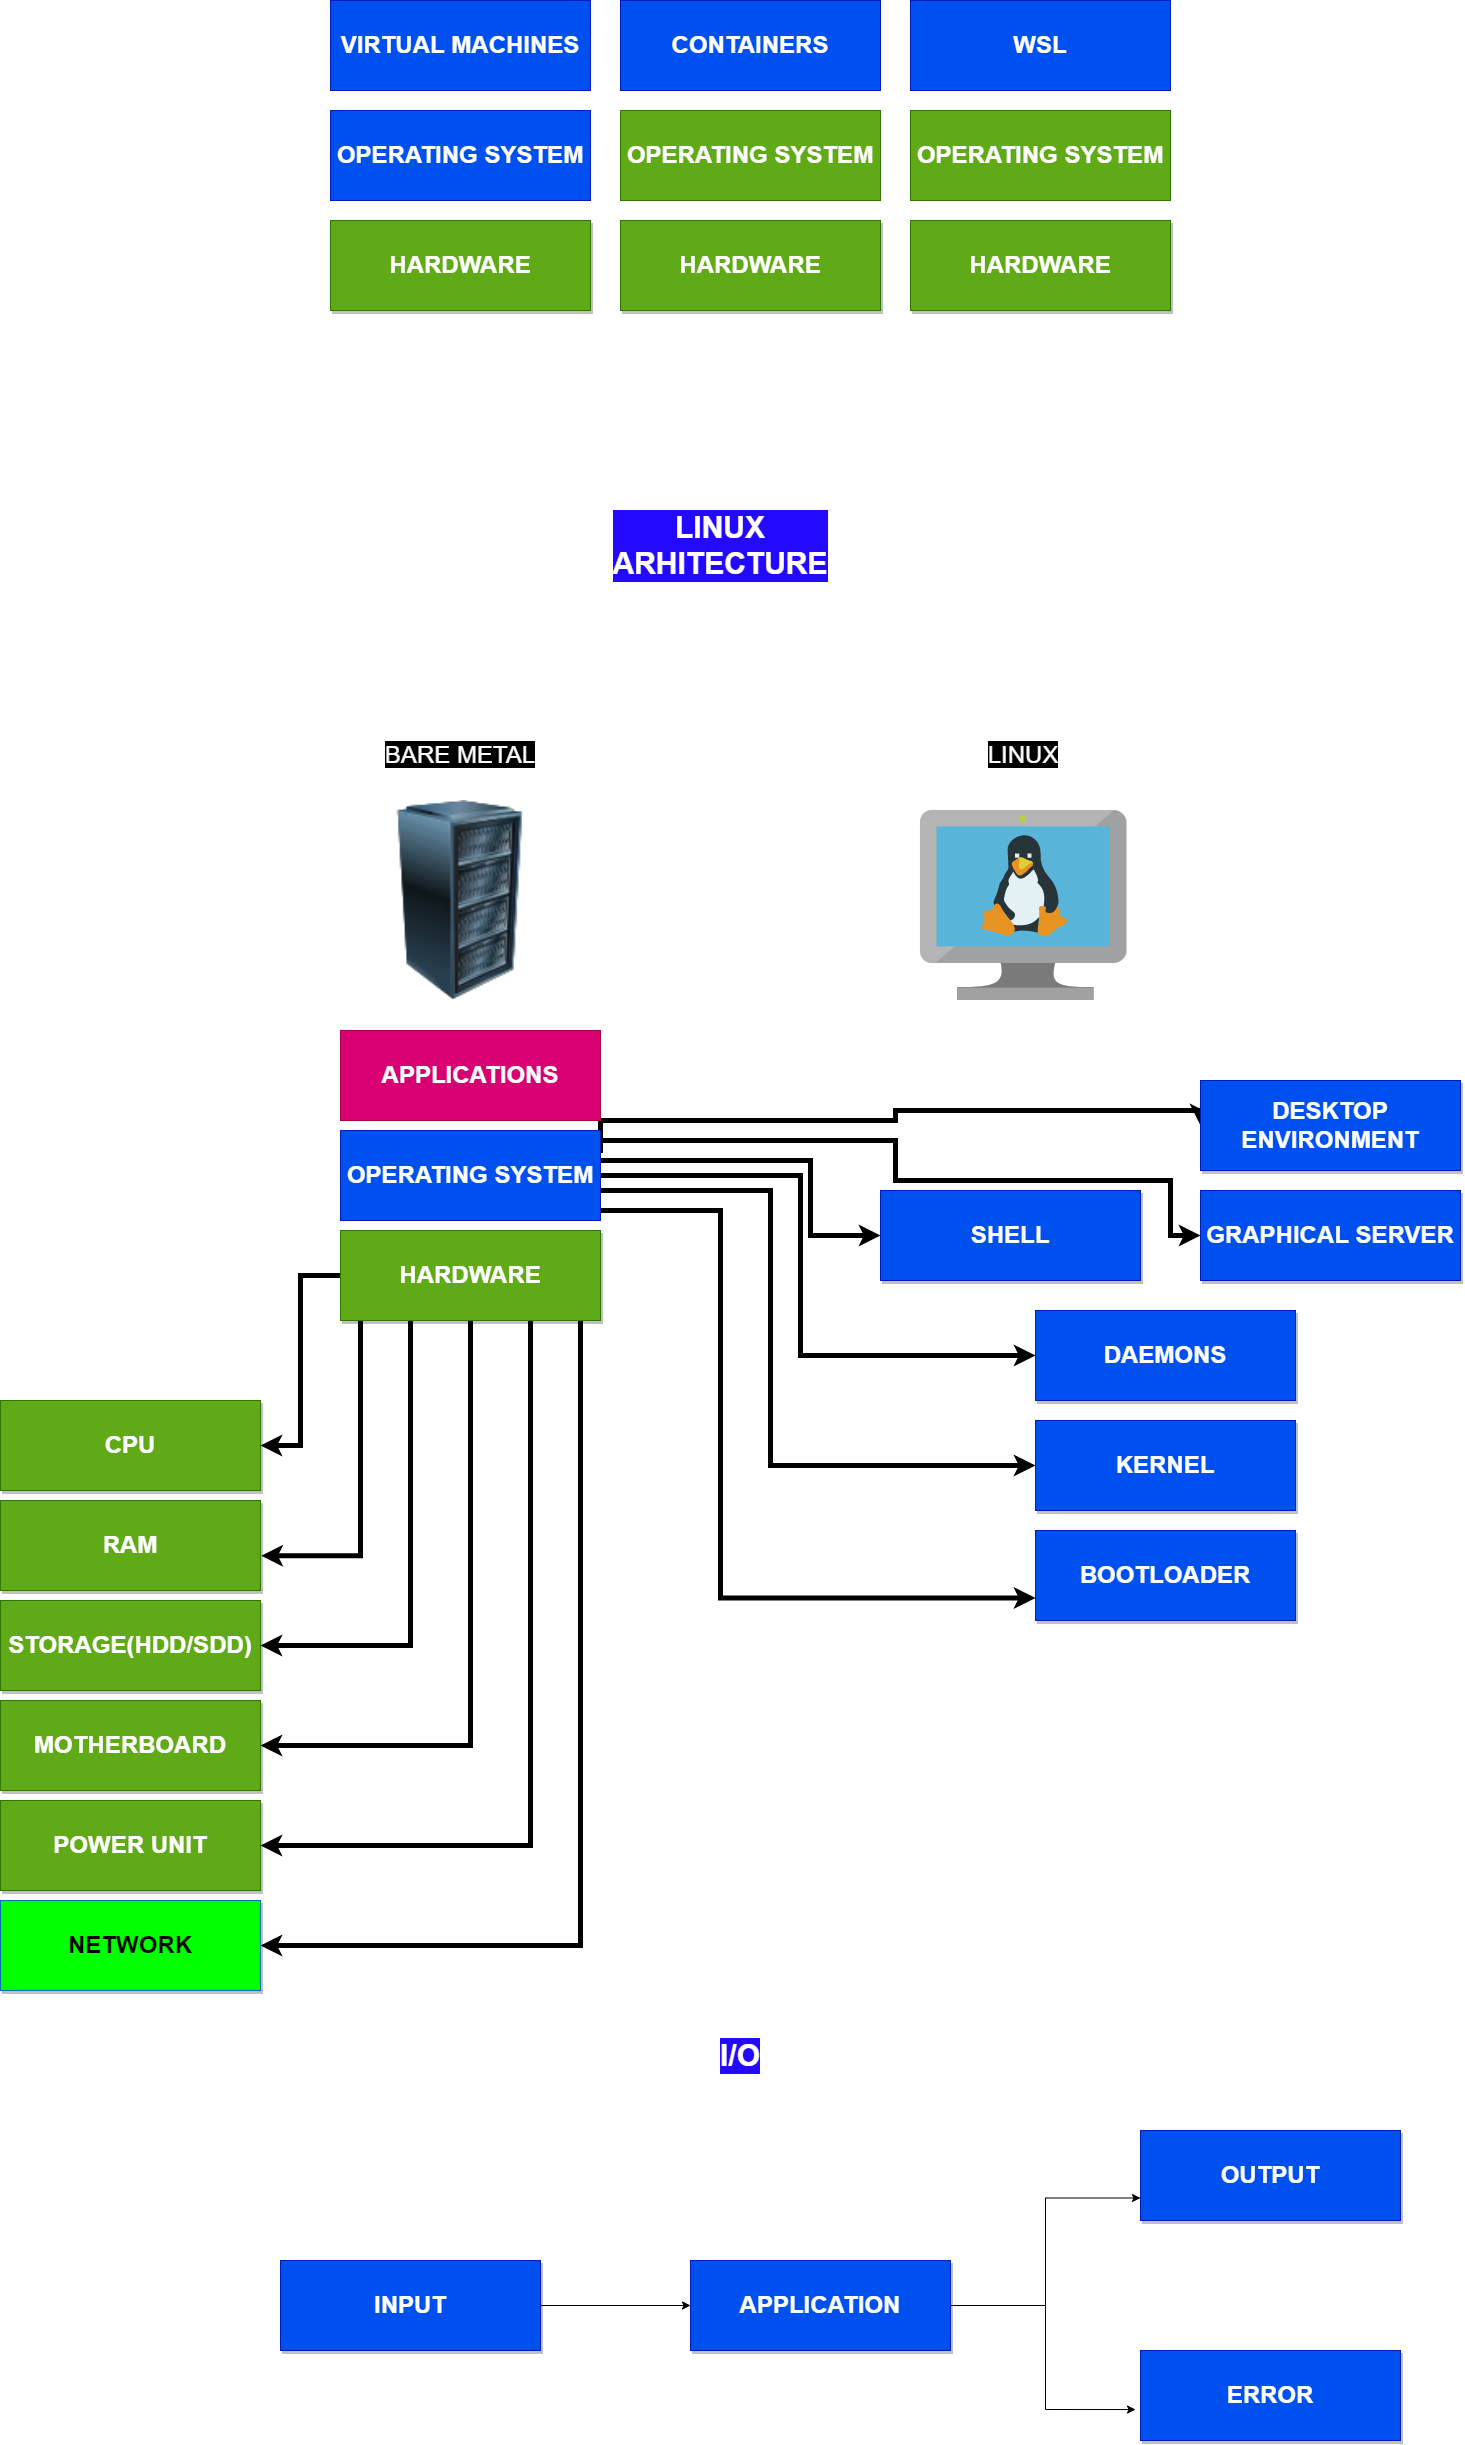 VIRTUAL MACHINES
CONTAINERS
WSL
OPERATING SYSTEM
OPERATING SYSTEM
OPERATING SYSTEM
HARDWARE
HARDWARE
HARDWARE
LINUX
ARHITECTURE
BARE METAL
LINUX
APPLICATIONS
OPERATING SYSTEM
HARDWARE
DESKTOP
ENVIRONMENT
SHELL
GRAPHICAL SERVER
DAEMONS
KERNEL
BOOTLOADER
CPU
RAM
STORAGE(HDD/SDD)
MOTHERBOARD
POWER UNIT
NETWORK
I/O
OUTPUT
INPUT
APPLICATION
ERROR